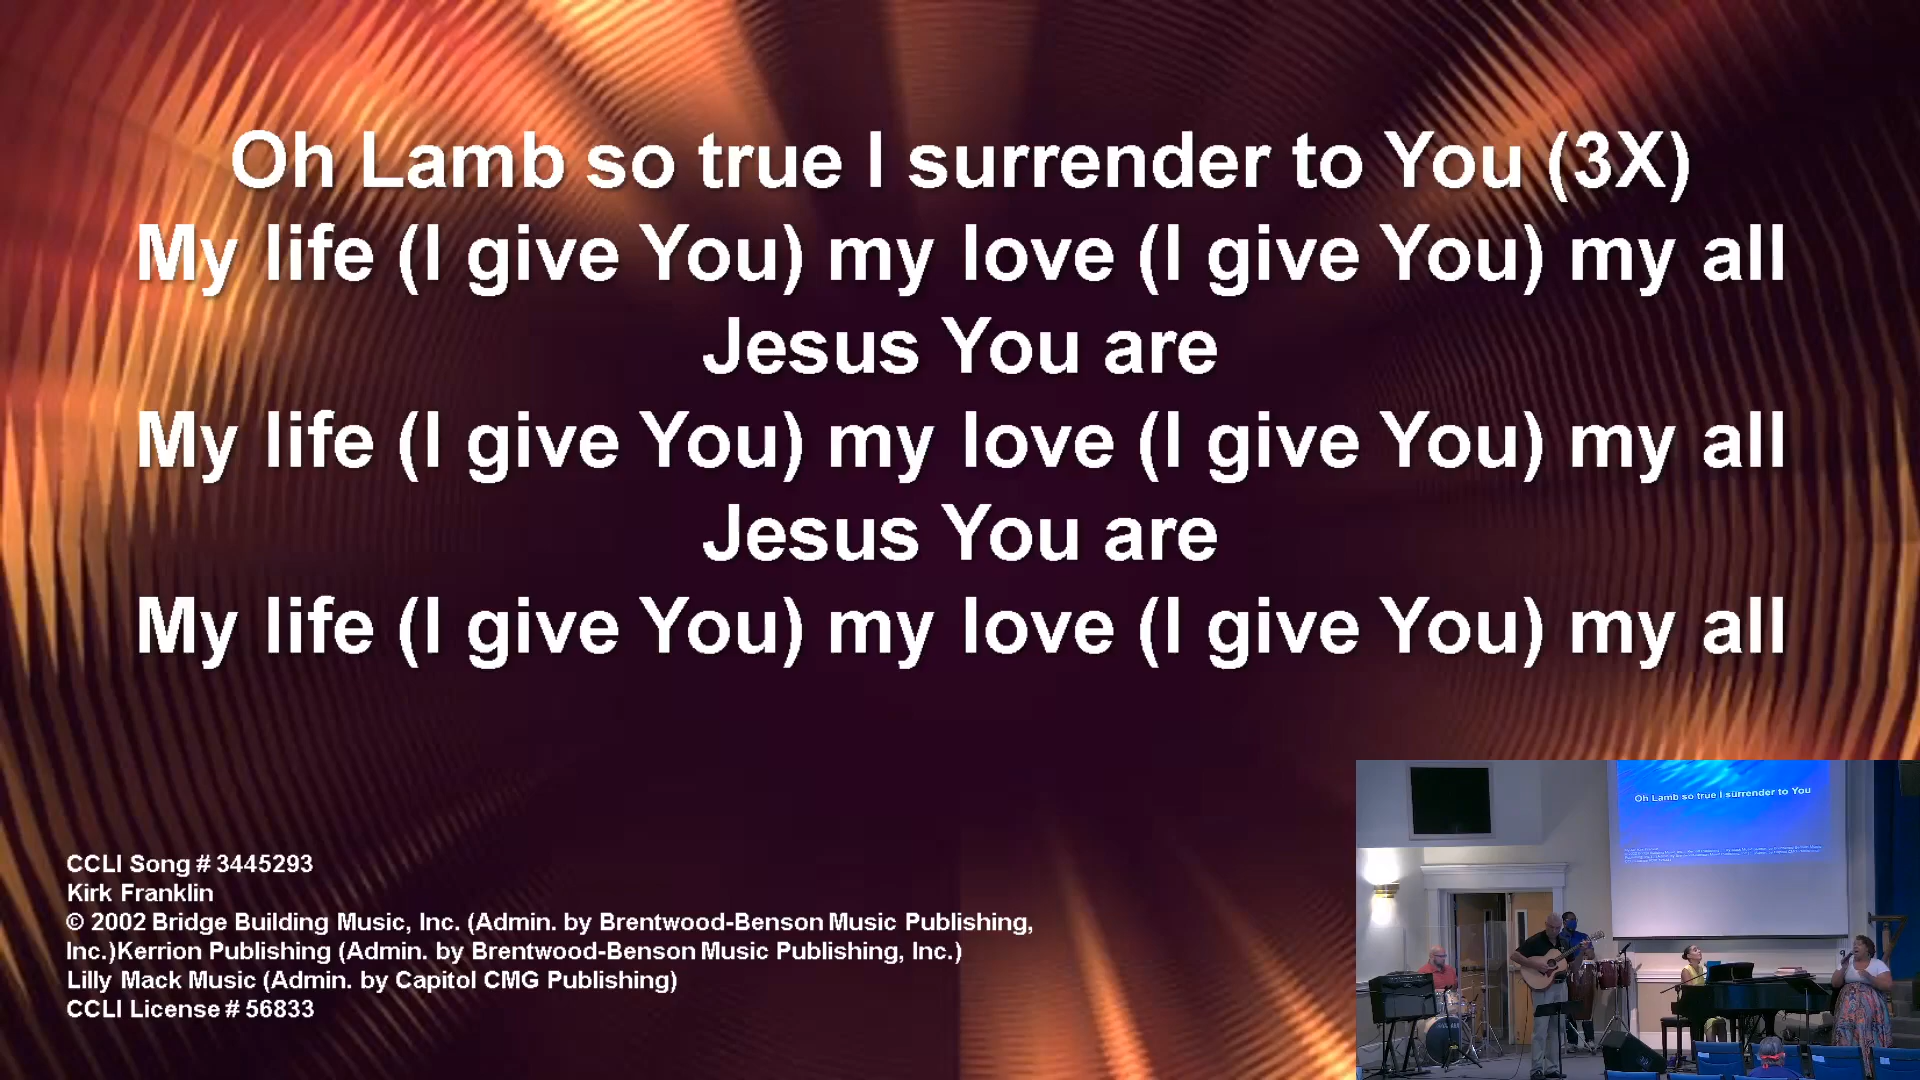 Oh Lamb so true I surrender to You (3X)
My life (I give You) my love (I give You) my all
Jesus You are
My life (I give You) my love (I give You) my all
Jesus You are
My life (I give You) my love (I give You) my all
CCLI Song # 3445293
Kirk Franklin
© 2002 Bridge Building Music, Inc. (Admin. by Brentwood-Benson Music Publishing,
Inc.)Kerrion Publishing (Admin. by Brentwood-Benson Music Publishing, Inc.)
Lilly Mack Music (Admin. by Capitol CMG Publishing)
CCLI License # 56833
Oh Lamb so true I surrender to You